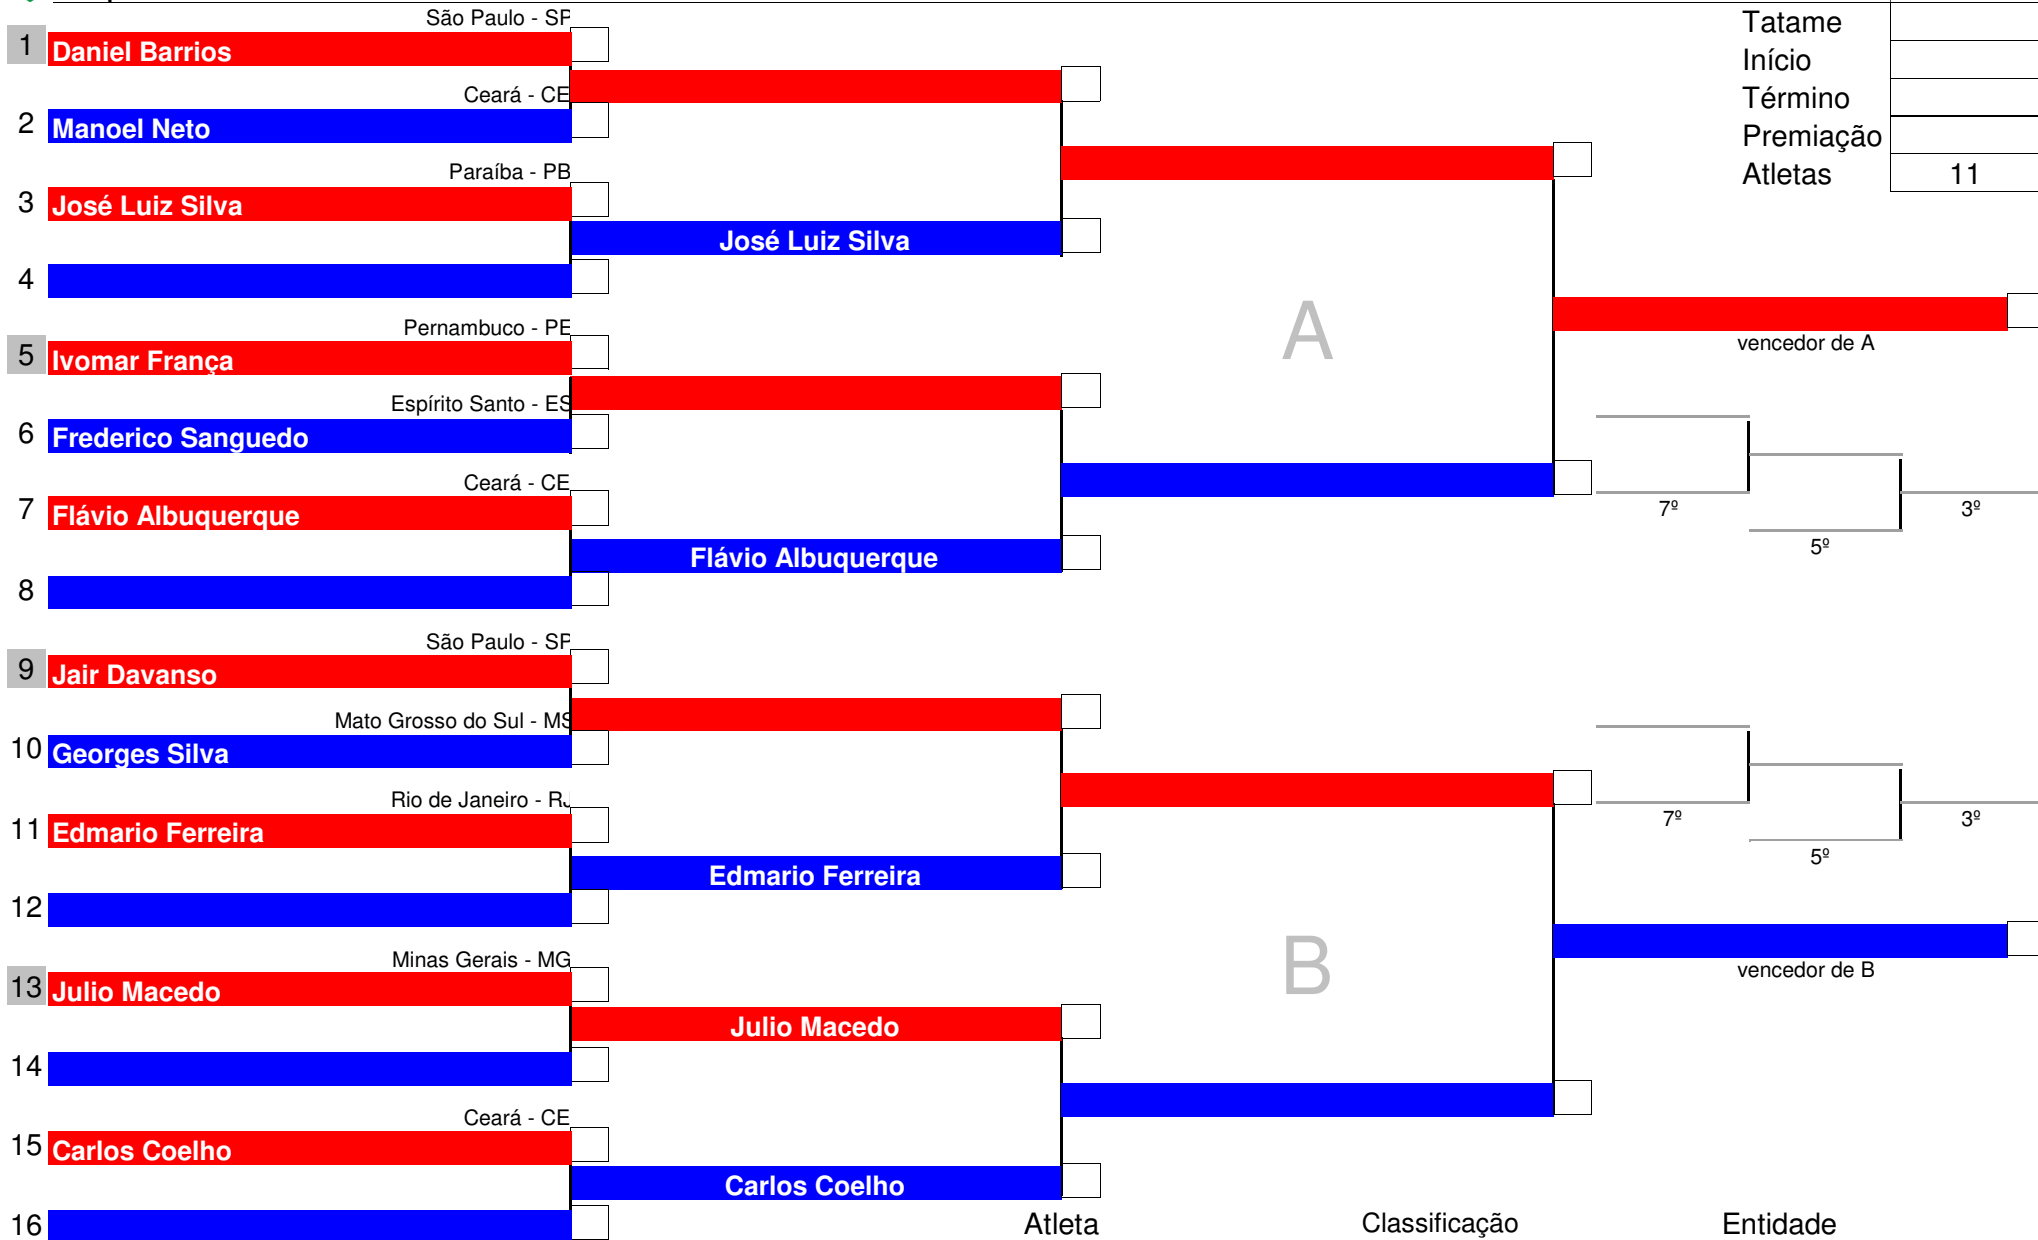 São Paulo - SP
1 Daniel Barrios
Ceará - CE
2 Manoel Neto
Paraíba - PB
3 José Luiz Silva
José Luiz Silva
4
Pernambuco - PE
5 Ivomar França
Espírito Santo - ES
6 Frederico Sanguedo
Ceará - CE
7 Flávio Albuquerque
Flávio Albuquerque
8
São Paulo - SP
9 Jair Davanso
Mato Grosso do Sul - MS
10 Georges Silva
Rio de Janeiro - RJ
11 Edmario Ferreira
Edmario Ferreira
12
Minas Gerais - MG
13 Julio Macedo
Julio Macedo
14
Ceará - CE
15 Carlos Coelho
Carlos Coelho
16
A
B
Tatame
Início
Término
Premiação
Atletas 11
vencedor de A
7º
3º
5º
7º
3º
5º
vencedor de B
Atleta Classificação Entidade